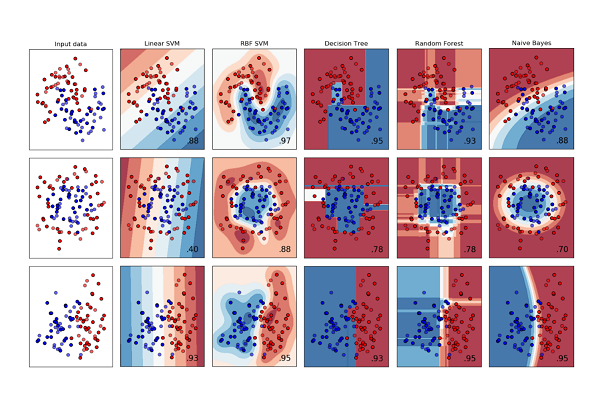 Input data Linear SVM RBF SVM Decision Tree Random Forest Naive Bayes
.88 .97 .95 .93 .88
.40 .88 .78 .78 .70
.93 .95 .93 .95 .95